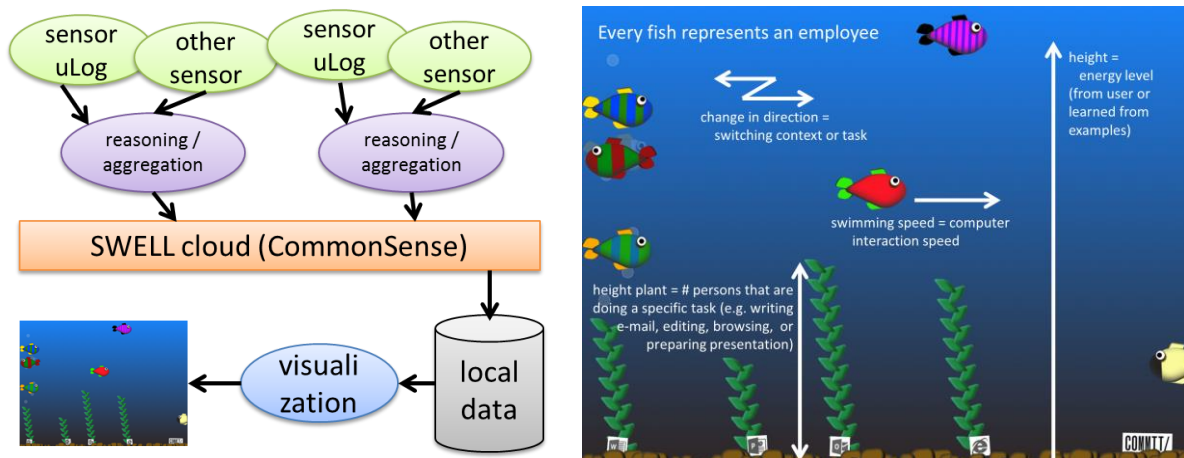 sensor
uLog
other
sensor
sensor
uLog
other
sensor
reasoning /
aggregation
reasoning /
aggregation
SWELL cloud (CommonSense)
visuali
zation
local
data
Every fish represents an employee
height =
energy level
(from user or
learned from
examples)
change in direction =
switching context or task
swimming speed = computer
interaction speed
height plant = # persons that are
doing a specific task (e.g. writing
e-mail, editing, browsing, or
preparing presentation)
COMMIT/